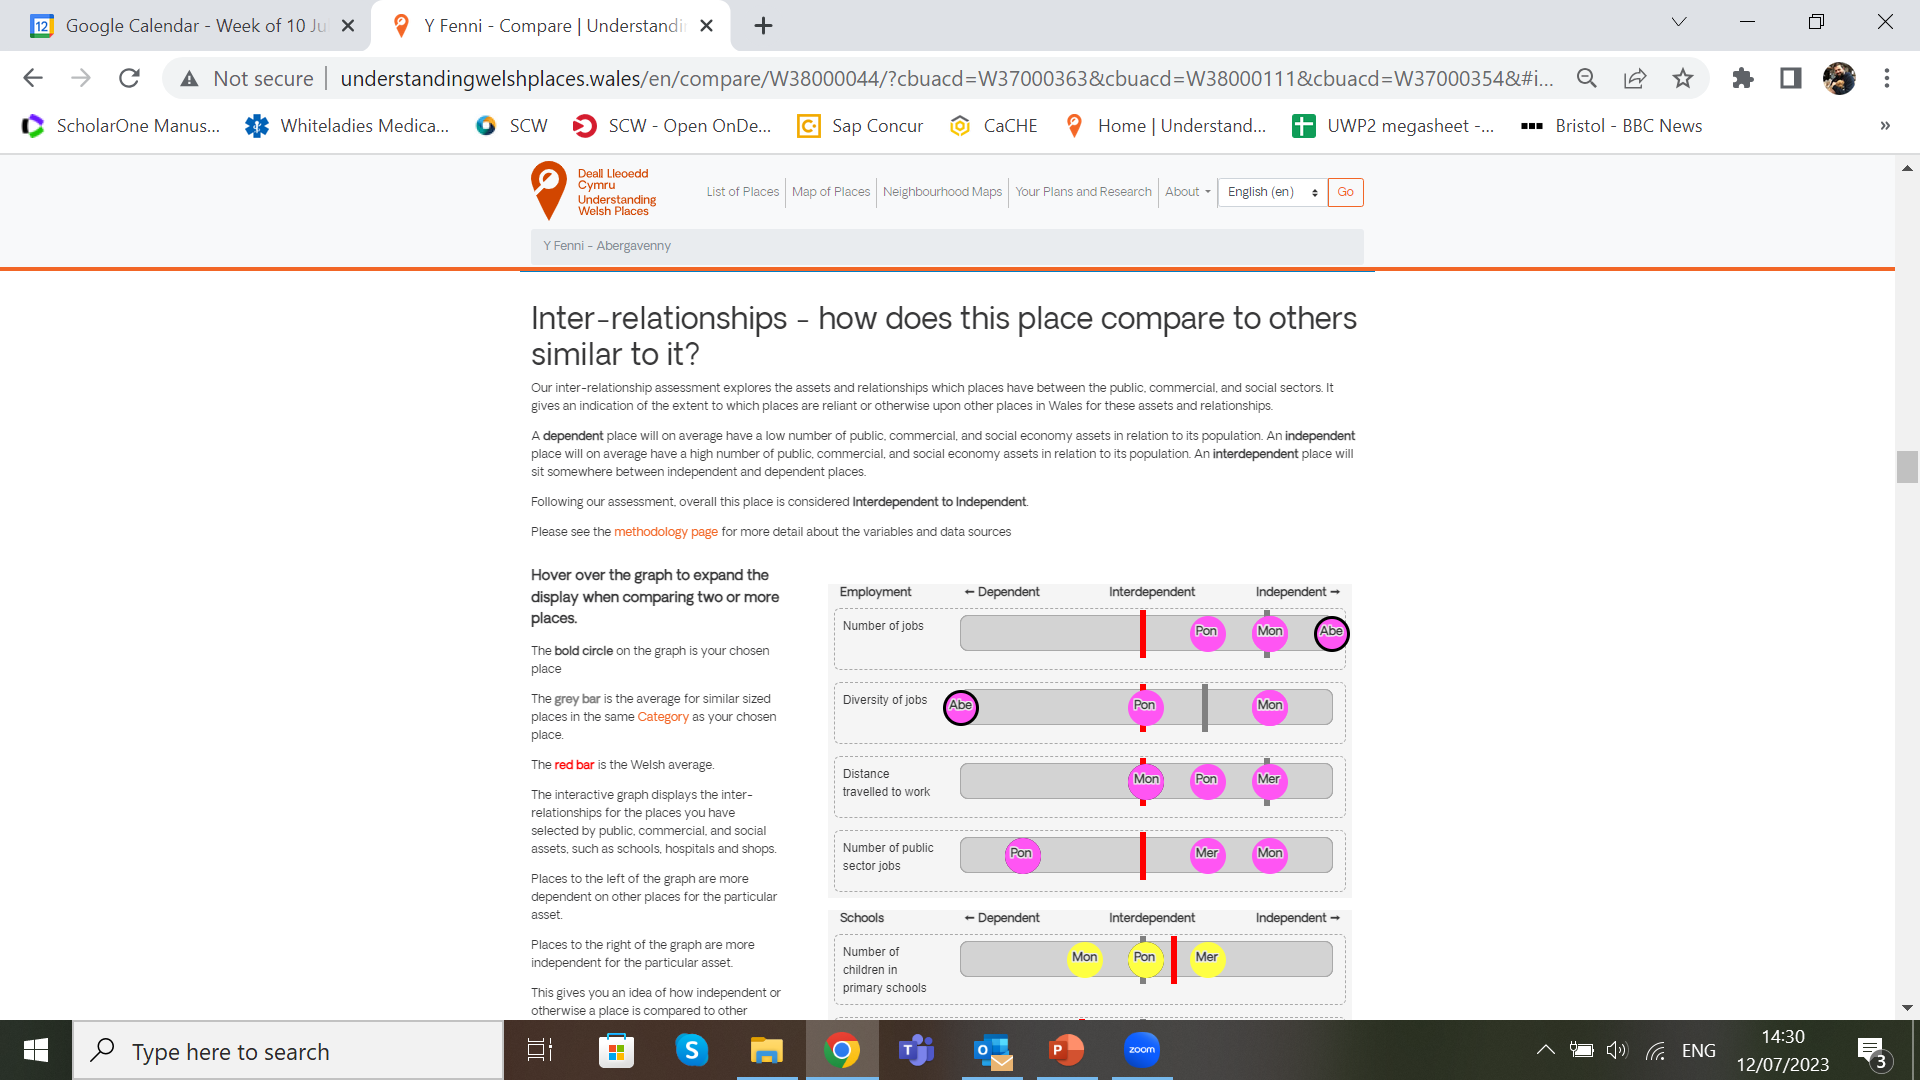 Google Calendar - Week of 10 Ju
Y Fenni - Compare | Understandi
Not secure
understandingwelshplaces.wales/en/compare/W38000044/?cbuacd=W37000363&cbuacd=W38000111&cbuacd=W37000354&#i...
ScholarOne Manus...
Whiteladies Medica...
SCW
SCW - Open OnDe...
Sap Concur
CaCHE
Home | Understand...
UWP2 megasheet -...
Bristol - BBC News
»
Deall Lleoedd
Cymru
Understanding
Welsh Places
List of Places
Map of Places
Neighbourhood Maps
Your Plans and Research
About
English (en)
Go
Y Fenni - Abergavenny
Inter-relationships - how does this place compare to others
similar to it?
Our inter-relationship assessment explores the assets and relationships which places have between the public, commercial, and social sectors. It
gives an indication of the extent to which places are reliant or otherwise upon other places in Wales for these assets and relationships.
A dependent place will on average have a low number of public, commercial, and social economy assets in relation to its population. An independent
place will on average have a high number of public, commercial, and social economy assets in relation to its population. An interdependent place will
sit somewhere between independent and dependent places.
Following our assessment, overall this place is considered Interdependent to Independent.
Please see the methodology page for more detail about the variables and data sources
Hover over the graph to expand the
display when comparing two or more
places.
The bold circle on the graph is your chosen
place
The grey bar is the average for similar sized
places in the same Category as your chosen
place.
The red bar is the Welsh average.
The interactive graph displays the inter-
relationships for the places you have
selected by public, commercial, and social
assets, such as schools, hospitals and shops.
Places to the left of the graph are more
dependent on other places for the particular
asset.
Places to the right of the graph are more
independent for the particular asset.
This gives you an idea of how independent or
otherwise a place is compared to other
Employment
← Dependent
Interdependent
Independent →
Number of jobs
Pon
Mon
Abe
Diversity of jobs
Abe
Pon
Mon
Distance
travelled to work
Mon
Pon
Mer
Number of public
sector jobs
Pon
Mer
Mon
Schools
← Dependent
Interdependent
Independent →
Number of
children in
primary schools
Mon
Pon
Mer
Type here to search
zoom
ENG
14:30
12/07/2023
3